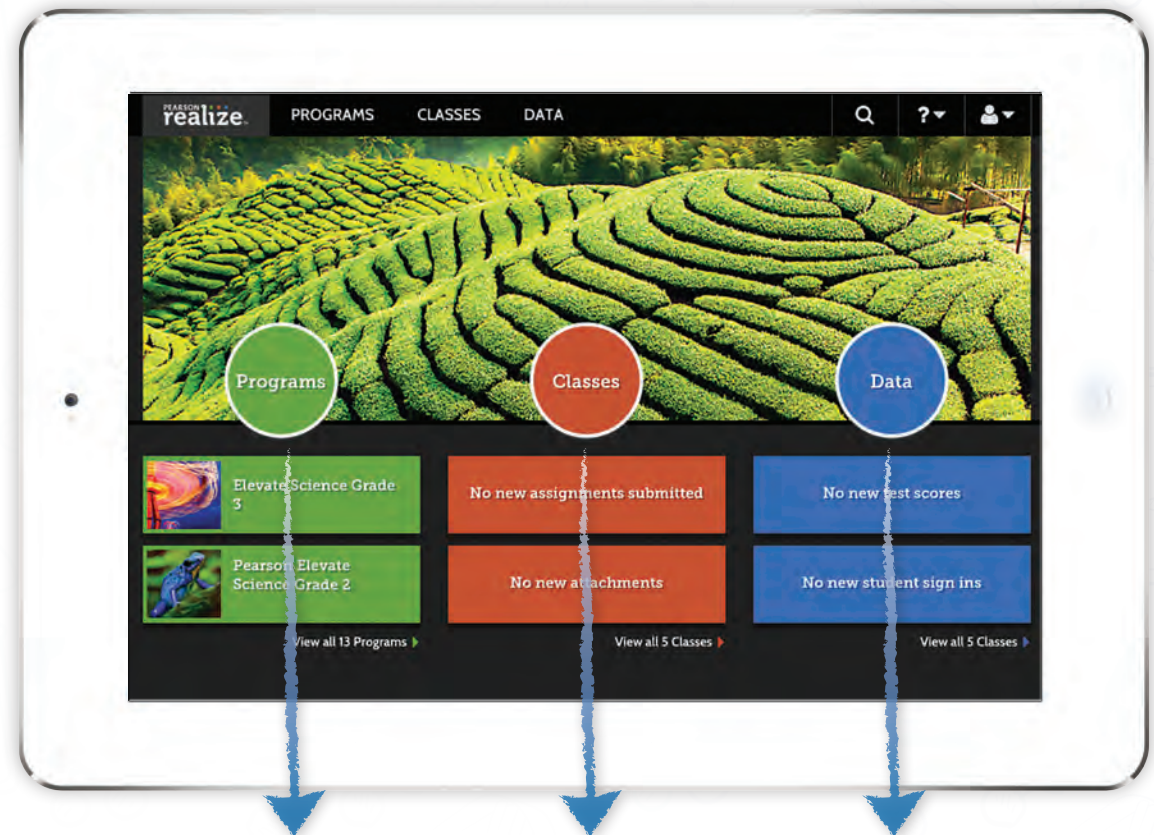 PEARSON
realize™
PROGRAMS CLASSES DATA
?
Programs
Classes
Data
Elevate Science Grade
3
No new assignments submitted
No new test scores
Pearson Elevate
Science Grade 2
No new attachments
No new student sign ins
View all 13 Programs
View all 5 Classes
View all 5 Classes